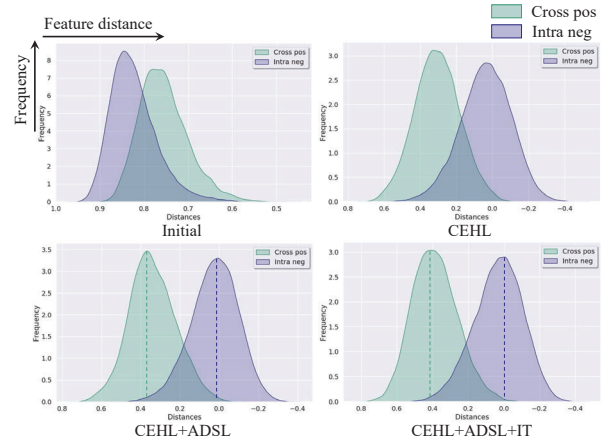 Feature distance
Frequency
Cross pos
Intra neg
Cross pos
Intra neg
Frequency
8
7
6
5
4
3
2
1
0
1.0 0.9 0.8 0.7 0.6 0.5
Distances
Initial
Cross pos
Intra neg
Frequency
3.0
2.5
2.0
1.5
1.0
0.5
0.0
0.8 0.6 0.4 0.2 0.0 −0.2 −0.4
Distances
CEHL
Cross pos
Intra neg
Frequency
3.5
3.0
2.5
2.0
1.5
1.0
0.5
0.0
0.8 0.6 0.4 0.2 0.0 −0.2 −0.4
Distances
CEHL+ADSL
Cross pos
Intra neg
Frequency
3.0
2.5
2.0
1.5
1.0
0.5
0.0
0.8 0.6 0.4 0.2 0.0 −0.2 −0.4
Distances
CEHL+ADSL+IT